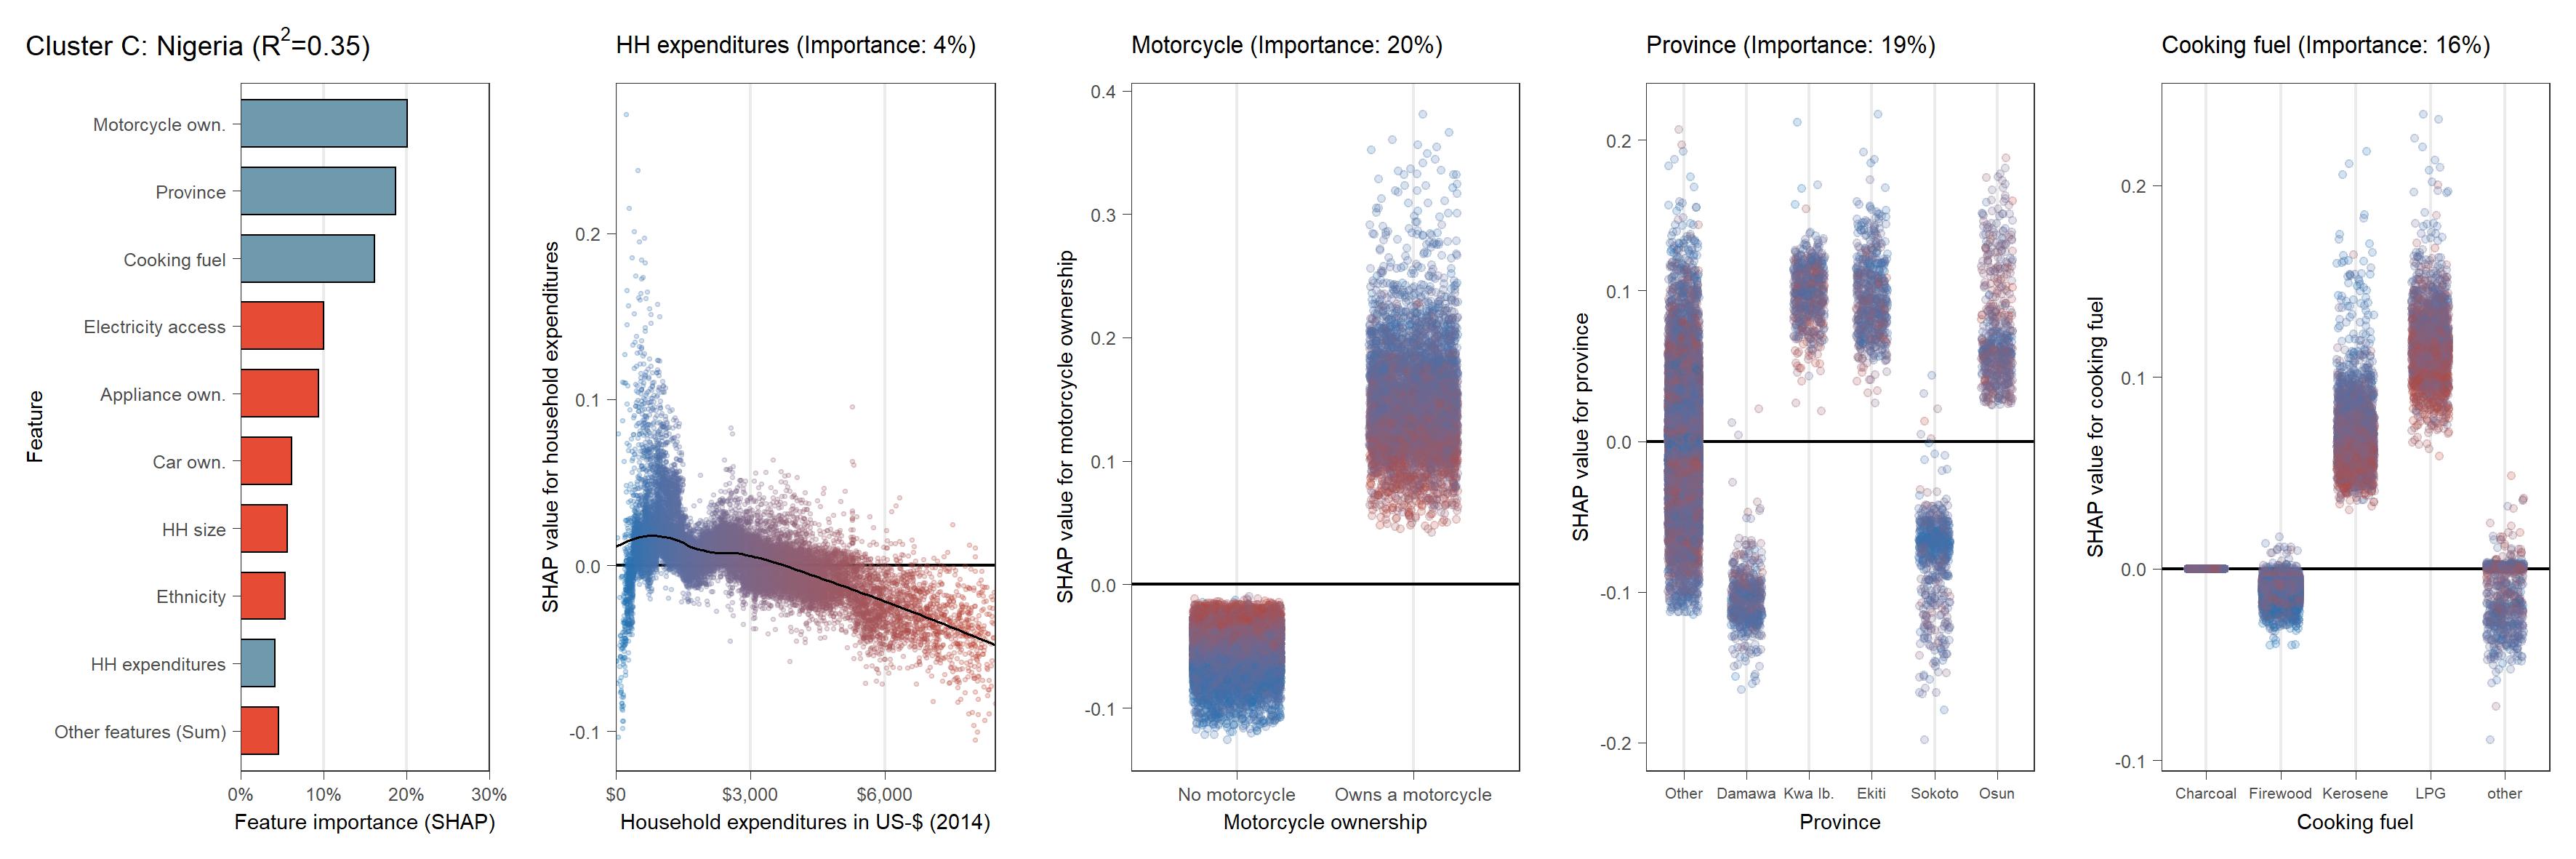 Cluster C: Nigeria (R²=0.35)
Feature
Motorcycle own.
Province
Cooking fuel
Electricity access
Appliance own.
Car own.
HH size
Ethnicity
HH expenditures
Other features (Sum)
0% 10% 20% 30%
Feature importance (SHAP)
HH expenditures (Importance: 4%)
SHAP value for household expenditures
0.2
0.1
0.0
-0.1
$0 $3,000 $6,000
Household expenditures in US-$ (2014)
Motorcycle (Importance: 20%)
SHAP value for motorcycle ownership
0.4
0.3
0.2
0.1
0.0
-0.1
No motorcycle Owns a motorcycle
Motorcycle ownership
Province (Importance: 19%)
SHAP value for province
0.2
0.1
0.0
-0.1
-0.2
Other Damawa Kwa Ib. Ekiti Sokoto Osun
Province
Cooking fuel (Importance: 16%)
SHAP value for cooking fuel
0.2
0.1
0.0
-0.1
Charcoal Firewood Kerosene LPG other
Cooking fuel